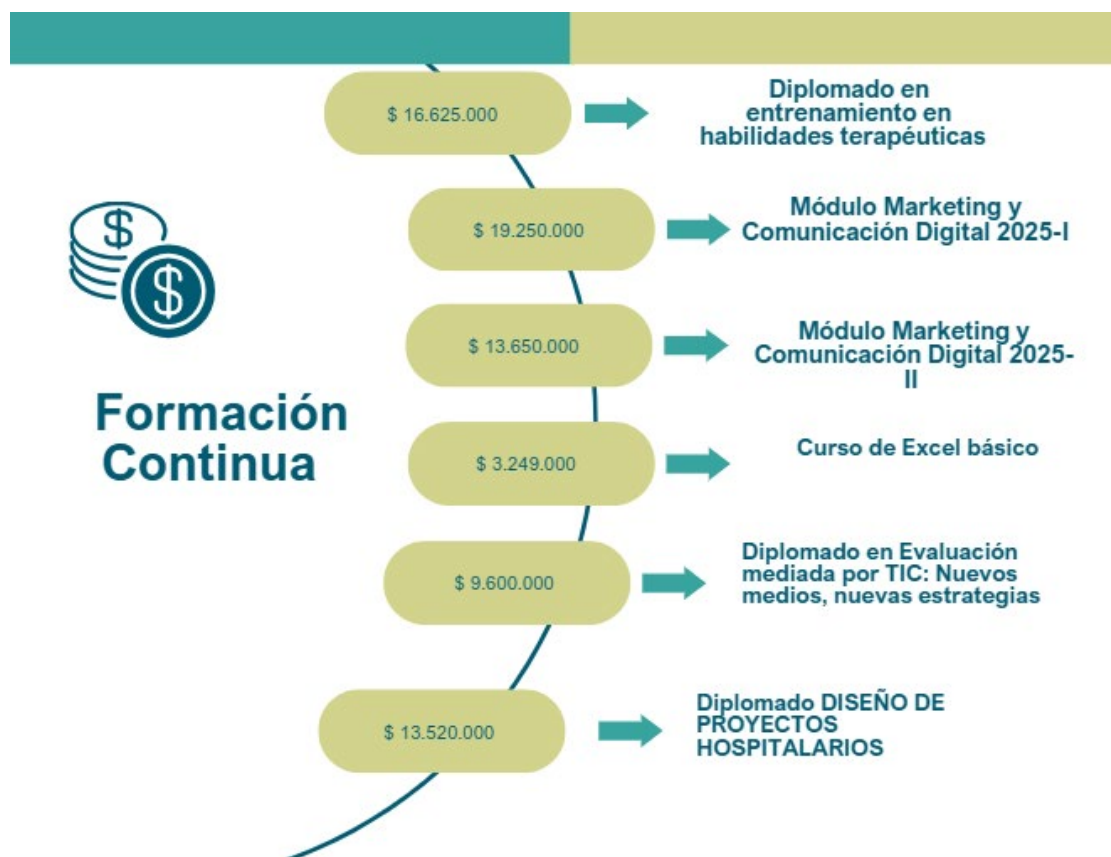 $ 16.625.000
Diplomado en
entrenamiento en
habilidades terapéuticas
$ 19.250.000
Módulo Marketing y
Comunicación Digital 2025-I
$ 13.650.000
Módulo Marketing y
Comunicación Digital 2025-
II
Formación
Continua
$ 3.249.000
Curso de Excel básico
$ 9.600.000
Diplomado en Evaluación
mediada por TIC: Nuevos
medios, nuevas estrategias
$ 13.520.000
Diplomado DISEÑO DE
PROYECTOS
HOSPITALARIOS